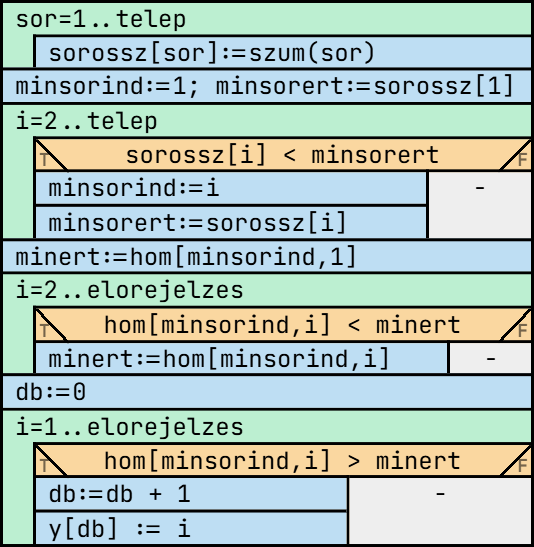 sor=1..telep
sorossz[sor]:=szum(sor)
minsorind:=1; minsorert:=sorossz[1]
i=2..telep
T sorossz[i] < minsorert F
minsorind:=i -
minsorert:=sorossz[i]
minert:=hom[minsorind,1]
i=2..elorejelzes
T hom[minsorind,i] < minert F
minert:=hom[minsorind,i] -
db:=0
i=1..elorejelzes
T hom[minsorind,i] > minert F
db:=db + 1 -
y[db] := i